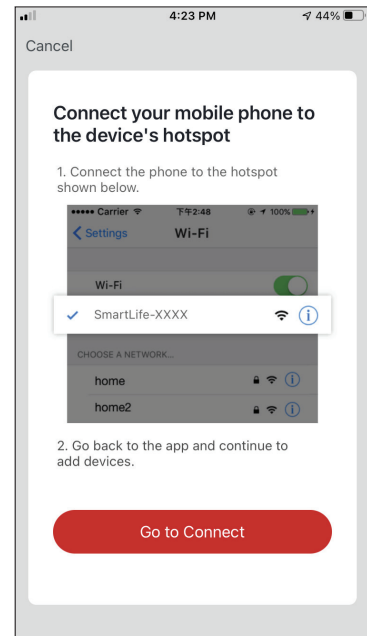 4:23 PM 44%
Cancel
Connect your mobile phone to
the device's hotspot
1. Connect the phone to the hotspot
shown below.
Carrier 下午2:48 100%
Settings Wi-Fi
Wi-Fi
SmartLife-XXXX
CHOOSE A NETWORK...
home
home2
2. Go back to the app and continue to
add devices.
Go to Connect